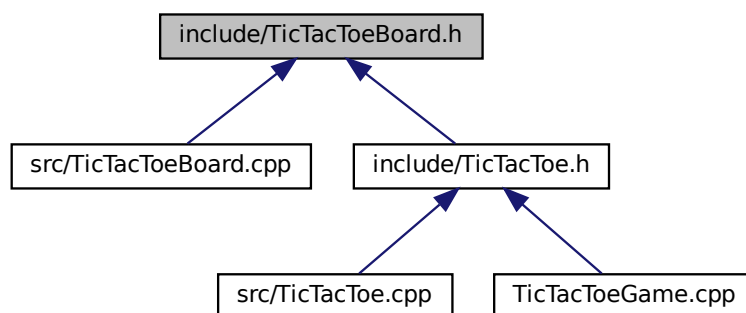 include/TicTacToeBoard.h
src/TicTacToeBoard.cpp
include/TicTacToe.h
src/TicTacToe.cpp
TicTacToeGame.cpp